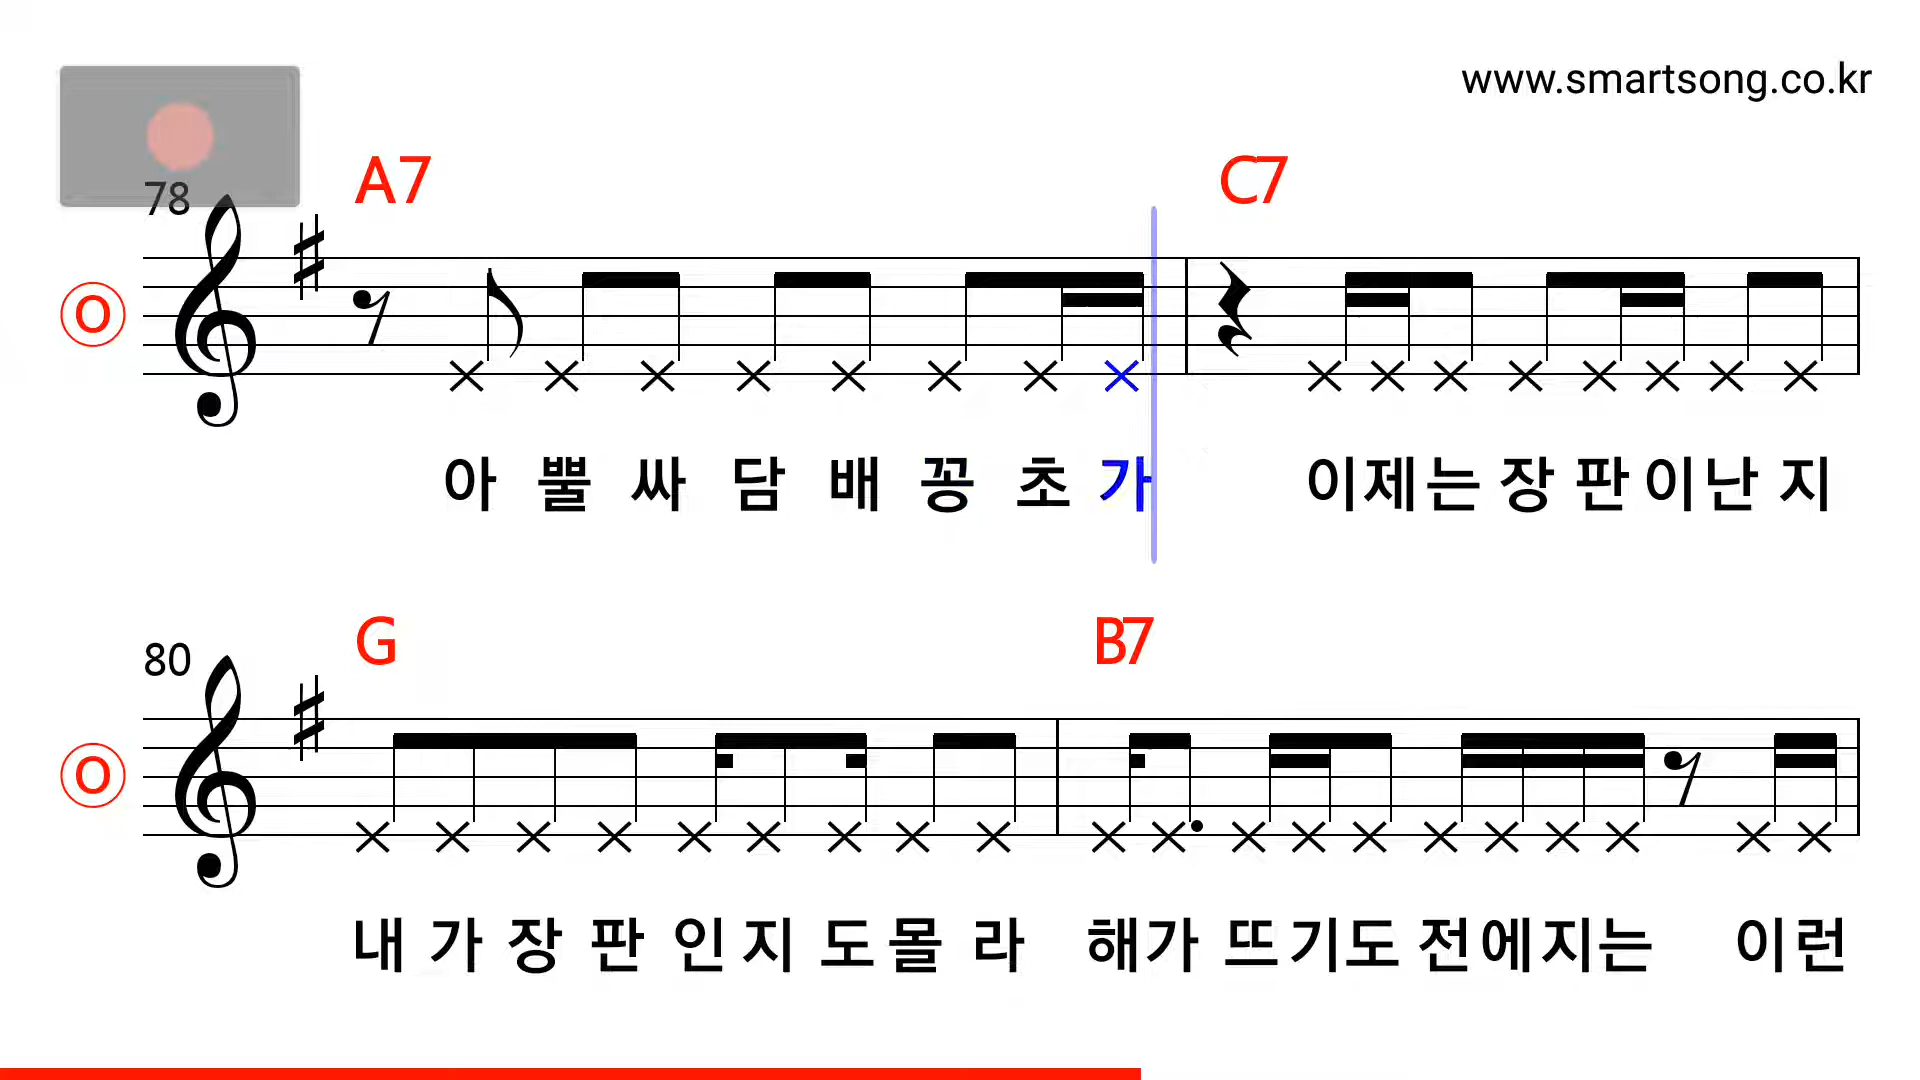 www.smartsong.co.kr
78 A7 C7
O
아 뿔 싸 담 배 꽁 초 가 이제는 장 판 이 난 지
80 G B7
O
내 가 장 판 인 지 도 몰 라 해가 뜨기도 전에지는 이런